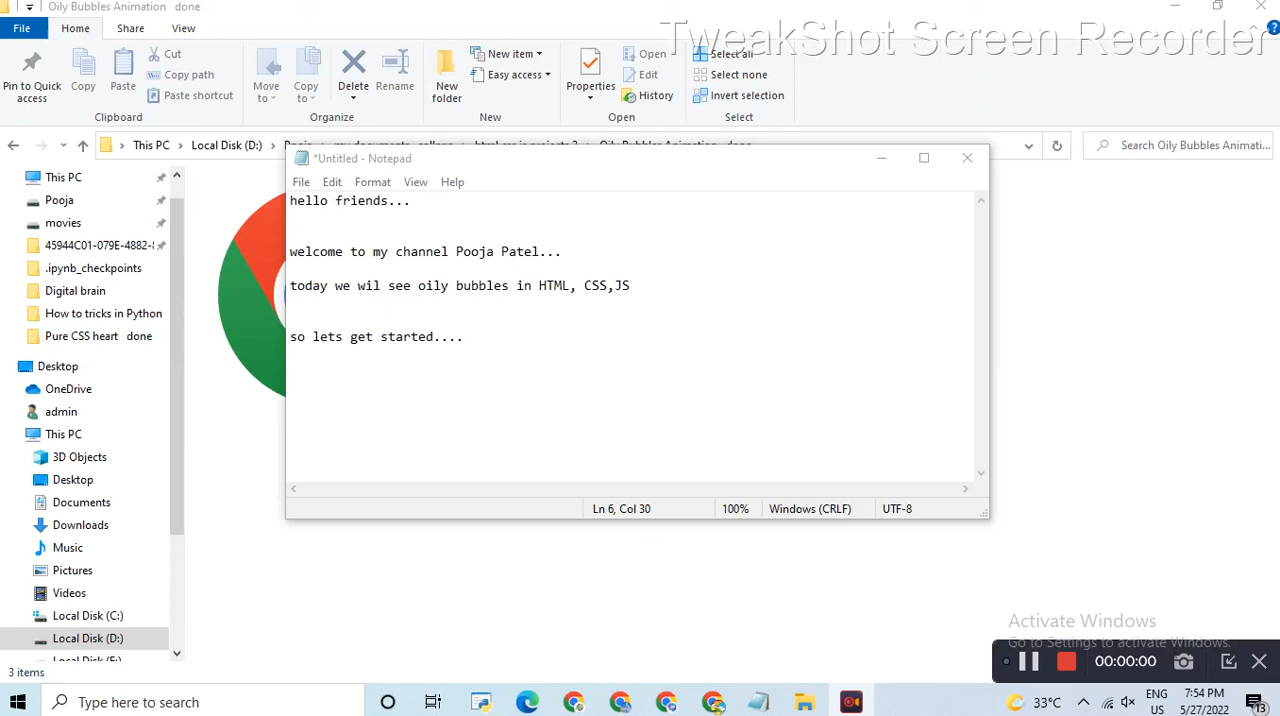 Oily Bubbles Animation   done
TweakShot Screen Recorder
File
Home
Share
View
Pin to Quick access
Copy
Paste
Cut
Copy path
Paste shortcut
Clipboard
Move to
Copy to
Delete
Rename
Organize
New folder
New item
Easy access
New
Properties
Open
Edit
History
Open
Select all
Select none
Invert selection
Select
This PC
Local Disk (D:)
Search Oily Bubbles Animati...
This PC
Pooja
movies
45944C01-079E-4882-
.ipynb_checkpoints
Digital brain
How to tricks in Python
Pure CSS heart   done
Desktop
OneDrive
admin
This PC
3D Objects
Desktop
Documents
Downloads
Music
Pictures
Videos
Local Disk (C:)
Local Disk (D:)
3 items
*Untitled - Notepad
File Edit Format View Help
hello friends...
welcome to my channel Pooja Patel...
today we wil see oily bubbles in HTML, CSS,JS
so lets get started....
Ln 6, Col 30
100%
Windows (CRLF)
UTF-8
Activate Windows
Go to Settings to activate Windows.
00:00:00
Type here to search
33°C
ENG
US
7:54 PM
5/27/2022
13